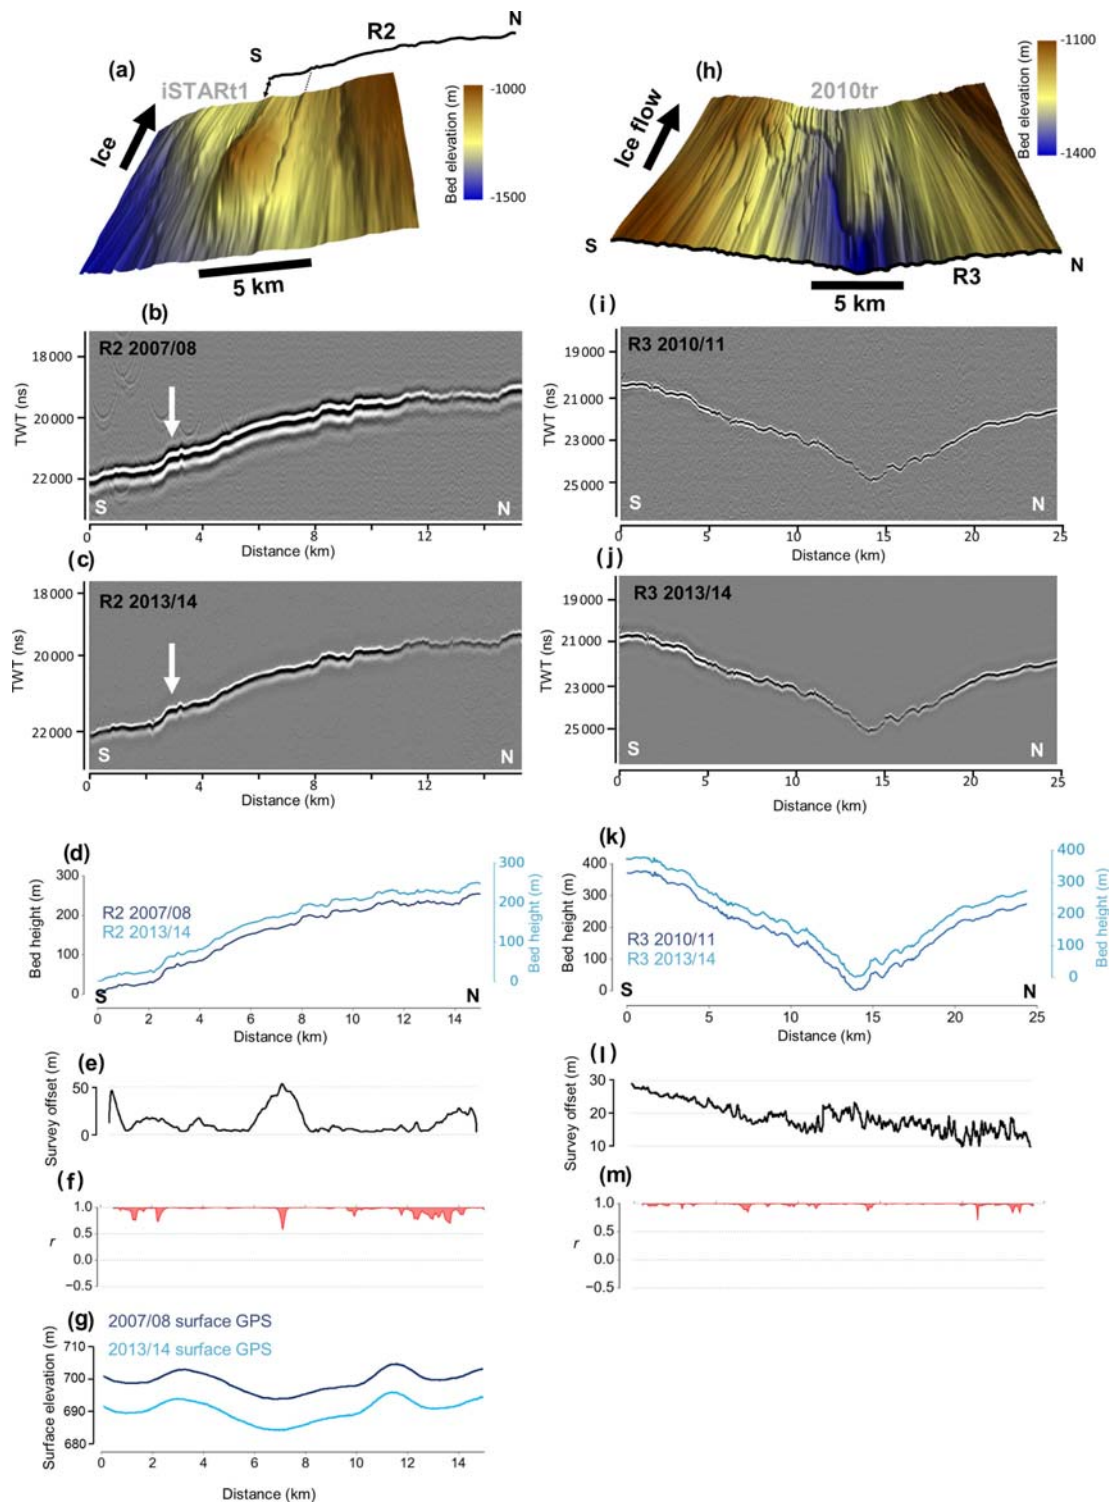 N
R2
S
(a)
iSTARt1
Ice
Bed elevation (m)
-1000
-1500
5 km
(h)
2010tr
Ice flow
Bed elevation (m)
-1100
-1400
S
R3
N
5 km
(b)
R2 2007/08
TWT (ns)
18000
20000
22000
S
N
0
4
8
12
Distance (km)
(c)
R2 2013/14
TWT (ns)
18000
20000
22000
S
N
0
4
8
12
Distance (km)
(i)
R3 2010/11
TWT (ns)
19000
21000
23000
25000
S
N
0
5
10
15
20
25
Distance (km)
(j)
R3 2013/14
TWT (ns)
19000
21000
23000
25000
S
N
0
5
10
15
20
25
Distance (km)
(d)
R2 2007/08
R2 2013/14
Bed height (m)
300
200
100
0
Bed height (m)
300
200
100
0
S
N
0
2
4
6
8
10
12
14
Distance (km)
(e)
Survey offset (m)
50
0
(f)
r
1.0
0.5
0.0
−0.5
(g)
2007/08 surface GPS
2013/14 surface GPS
Surface elevation (m)
710
700
690
680
0
2
4
6
8
10
12
14
Distance (km)
(k)
R3 2010/11
R3 2013/14
Bed height (m)
400
300
200
100
0
Bed height (m)
400
300
200
100
0
S
N
0
5
10
15
20
25
Distance (km)
(l)
Survey offset (m)
30
20
10
(m)
r
1.0
0.5
0.0
−0.5